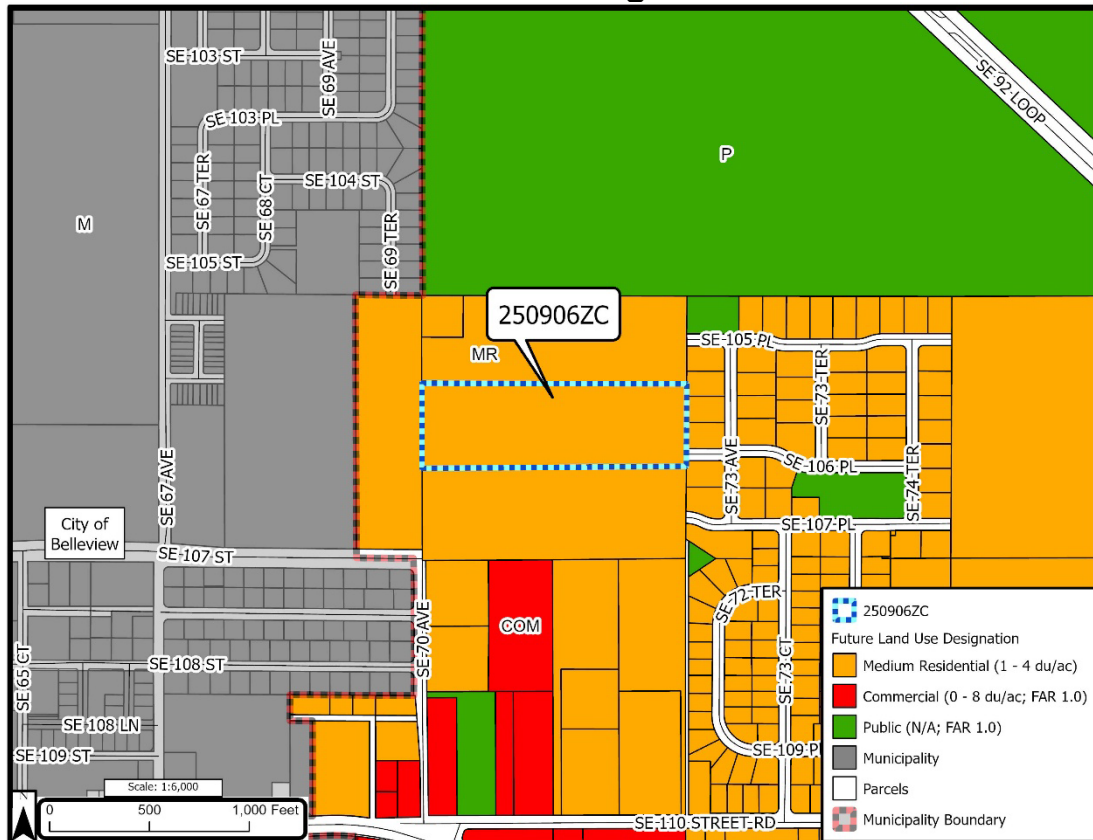 SE 103 ST
SE 69 AVE
SE 92 LOOP
SE 103 PL
P
SE 67 TER
SE 68 CT
SE 104 ST
M
SE 69 TER
SE 105 ST
250906ZC
MR
SE 105 PL
SE 73 TER
SE 67 AVE
SE 73 AVE
SE 106 PL
SE 74 TER
City of
Belleview
SE 107 ST
SE 107 PL
SE 72 TER
SE 70 AVE
COM
SE 65 CT
SE 108 ST
SE 73 CT
SE 108 LN
SE 109 ST
SE 109 P
SE 110 STREET RD
Scale: 1:6,000
0 500 1,000 Feet
N
250906ZC
Future Land Use Designation
Medium Residential (1 - 4 du/ac)
Commercial (0 - 8 du/ac; FAR 1.0)
Public (N/A; FAR 1.0)
Municipality
Parcels
Municipality Boundary